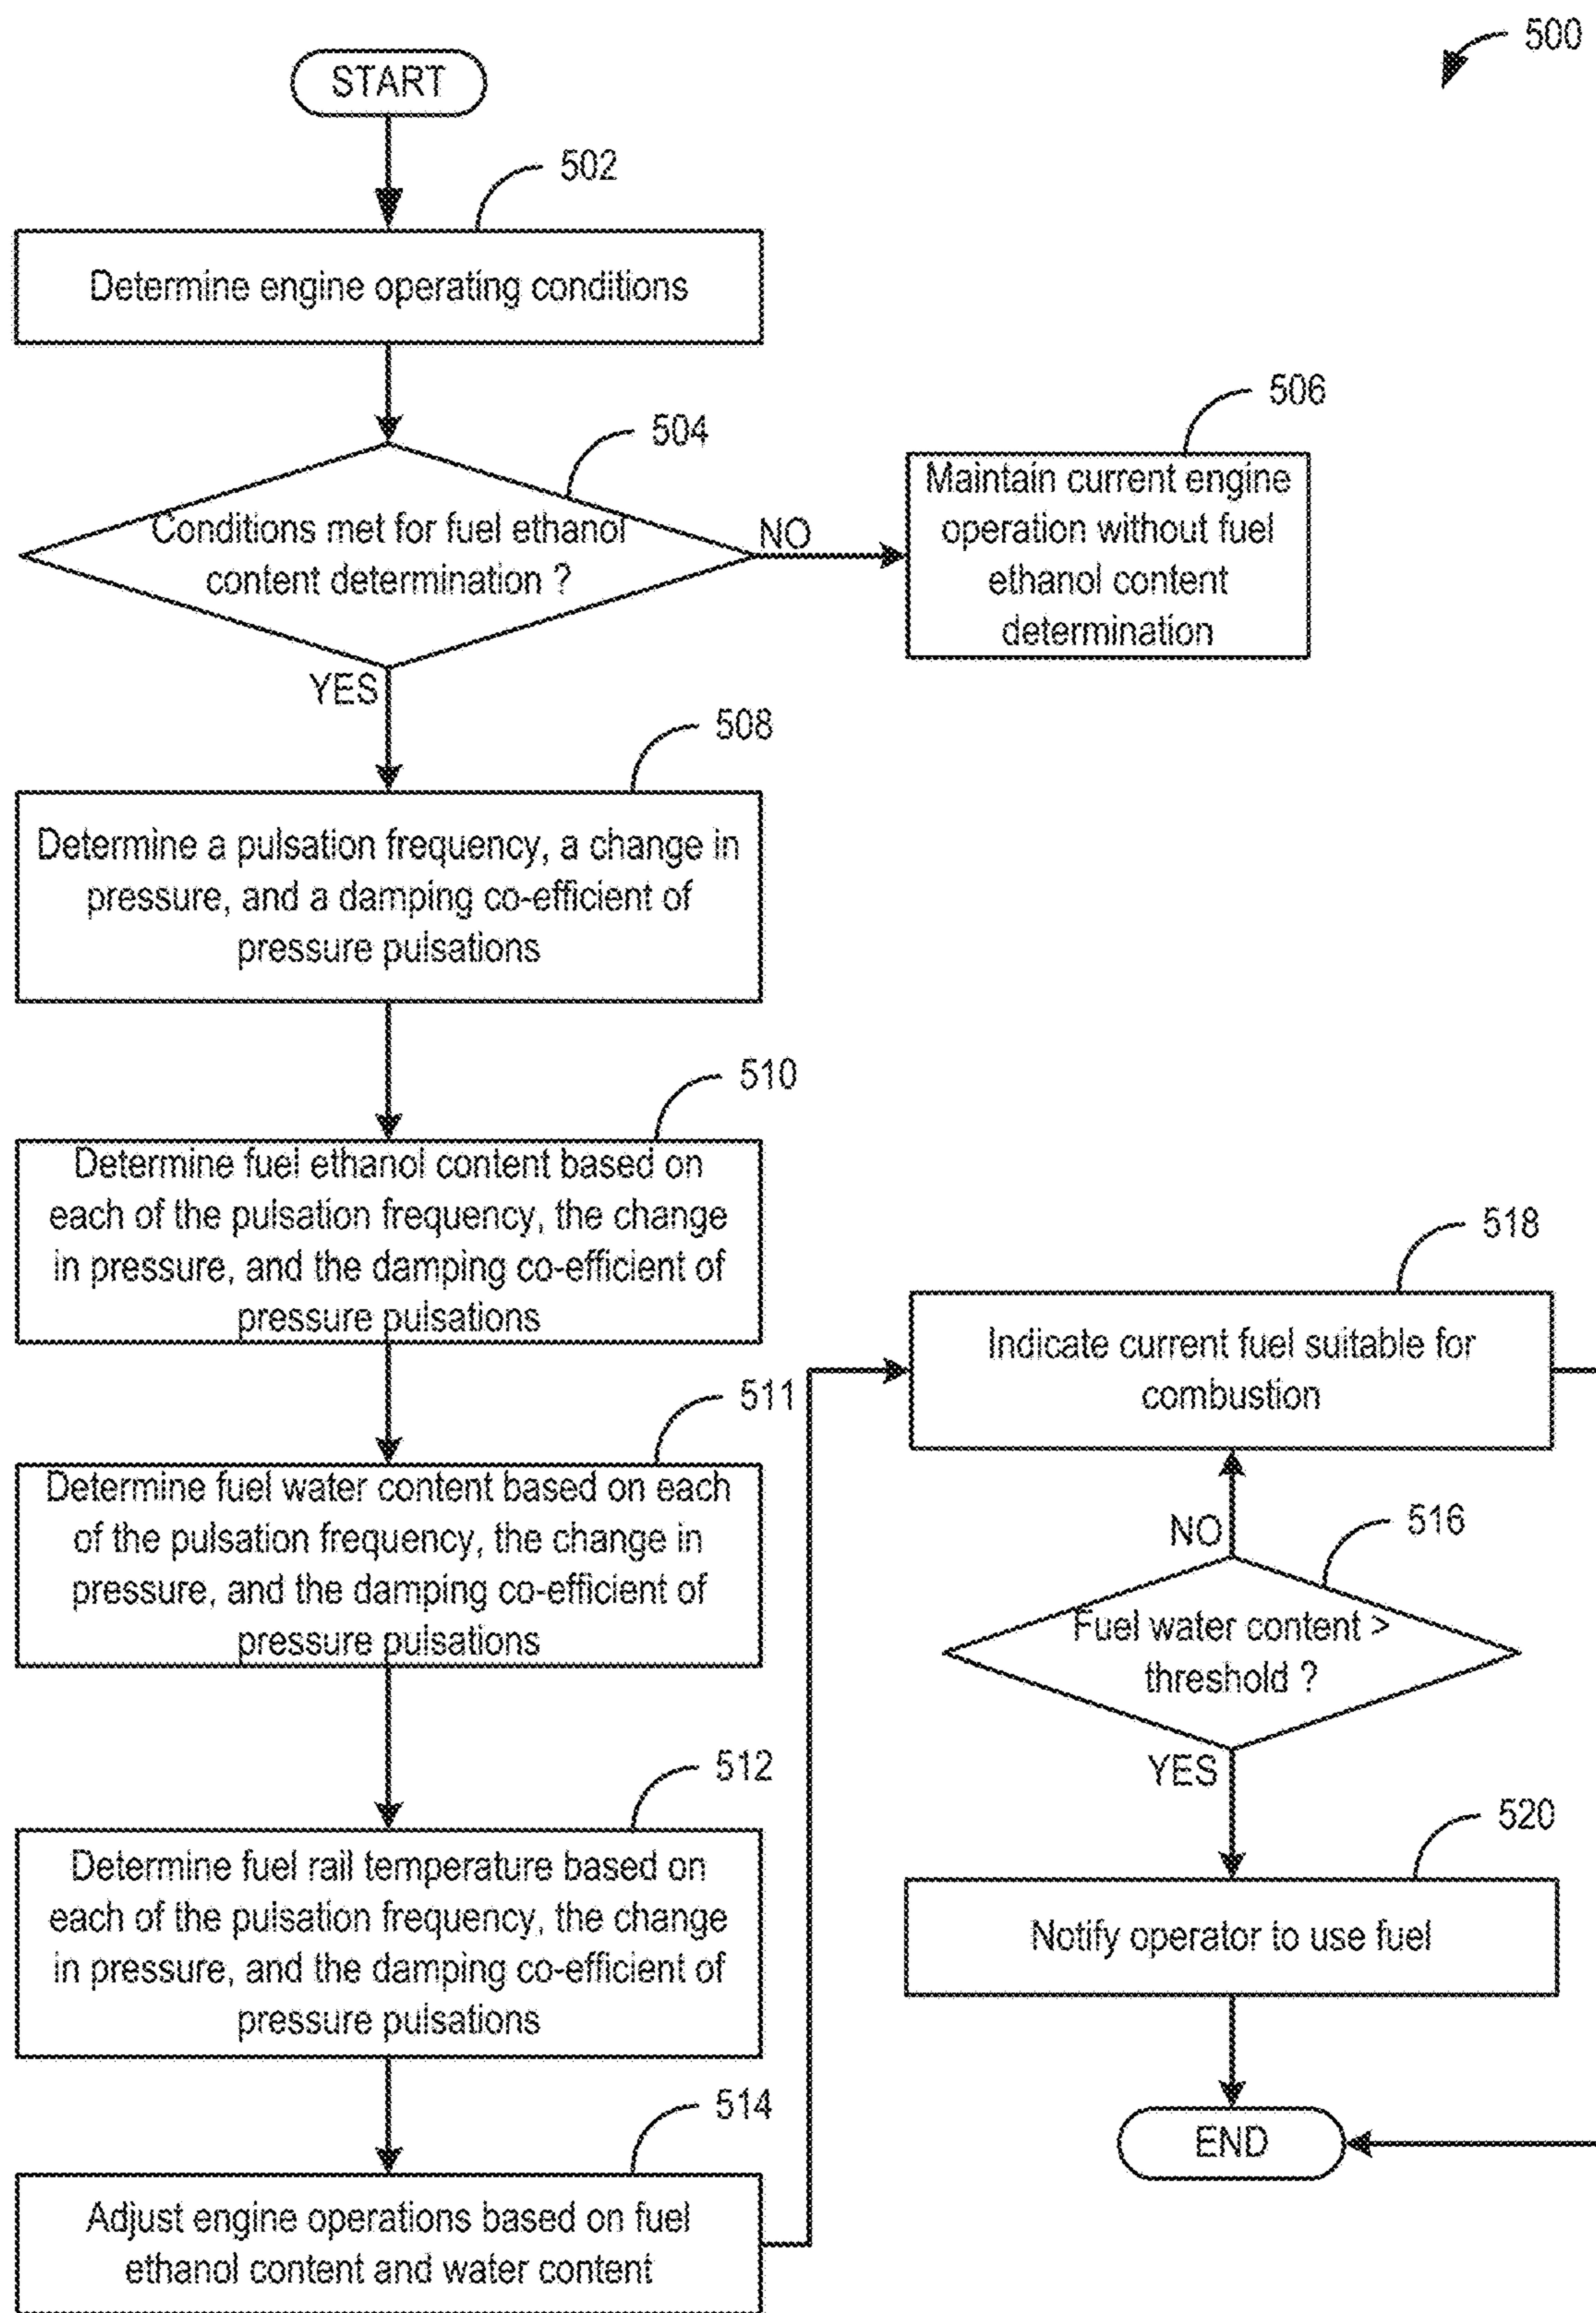 500
START
502
Determine engine operating conditions
504
Conditions met for fuel ethanol
content determination ?
NO
506
Maintain current engine
operation without fuel
ethanol content
determination
YES
508
Determine a pulsation frequency, a change in
pressure, and a damping co-efficient of
pressure pulsations
510
Determine fuel ethanol content based on
each of the pulsation frequency, the change
in pressure, and the damping co-efficient of
pressure pulsations
511
Determine fuel water content based on each
of the pulsation frequency, the change in
pressure, and the damping co-efficient of
pressure pulsations
512
Determine fuel rail temperature based on
each of the pulsation frequency, the change
in pressure, and the damping co-efficient of
pressure pulsations
514
Adjust engine operations based on fuel
ethanol content and water content
518
Indicate current fuel suitable for
combustion
NO
516
Fuel water content >
threshold ?
YES
520
Notify operator to use fuel
END